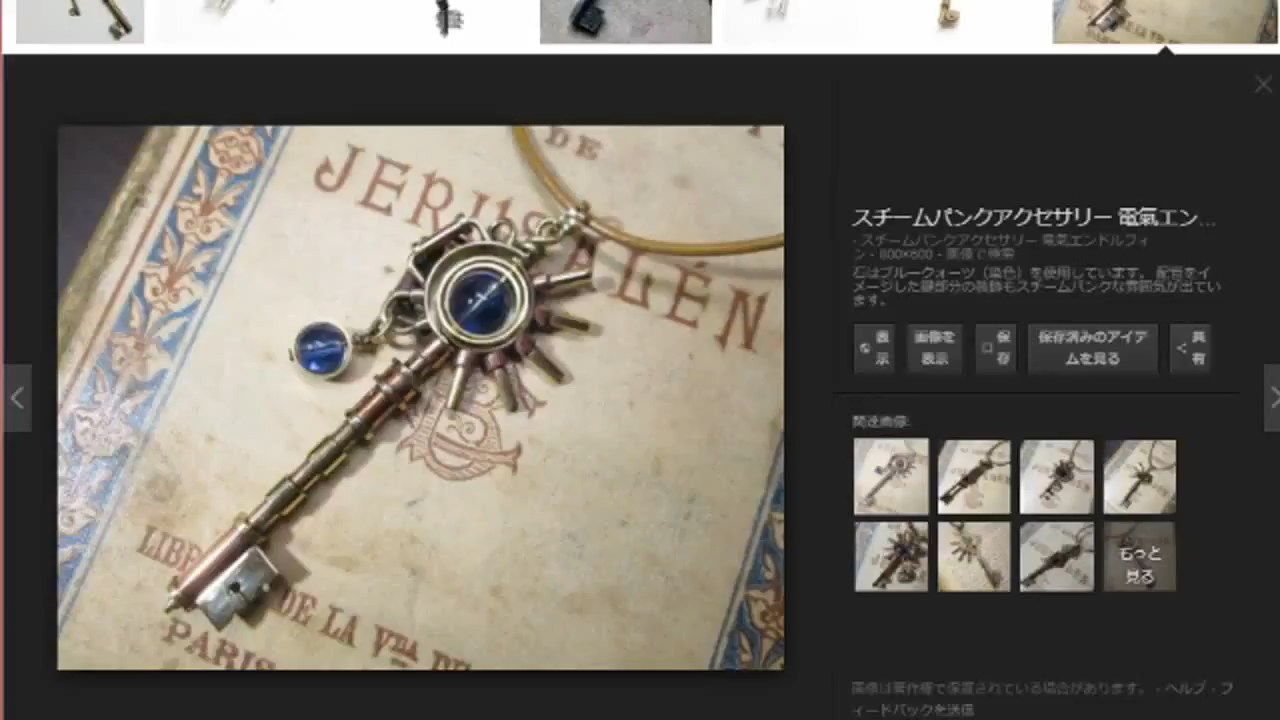 DE
JERUSALÉN
LIBR
DE LA Vᴅᴀ DE
PARIS
スチームパンクアクセサリー 電氣エン...
- スチームパンクアクセサリー 電氣エンドルフィ
ン - 800×600 - 画像で検索
石はブルークォーツ（染色）を使用しています。 配管をイ
メージした鍵部分の装飾もスチームパンクな雰囲気が出てい
ます。
表
示
画像を
表示
保
存
保存済みのアイテ
ムを見る
共
有
関連画像:
もっと
見る
画像は著作権で保護されている場合があります。 - ヘルプ - フ
ィードバックを送信